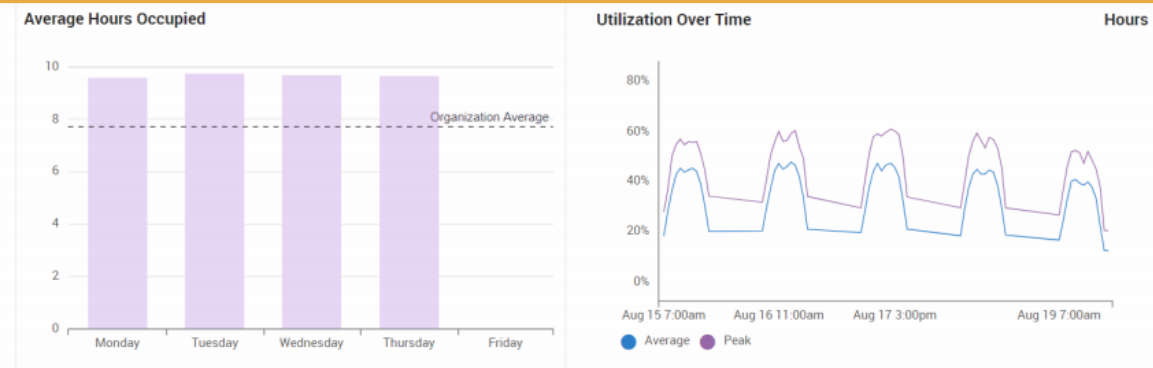 Average Hours Occupied
10
8
6
4
2
0
Organization Average
Monday Tuesday Wednesday Thursday Friday
Utilization Over Time
Hours
80%
60%
40%
20%
0%
Aug 15 7:00am Aug 16 11:00am Aug 17 3:00pm Aug 19 7:00am
Average Peak